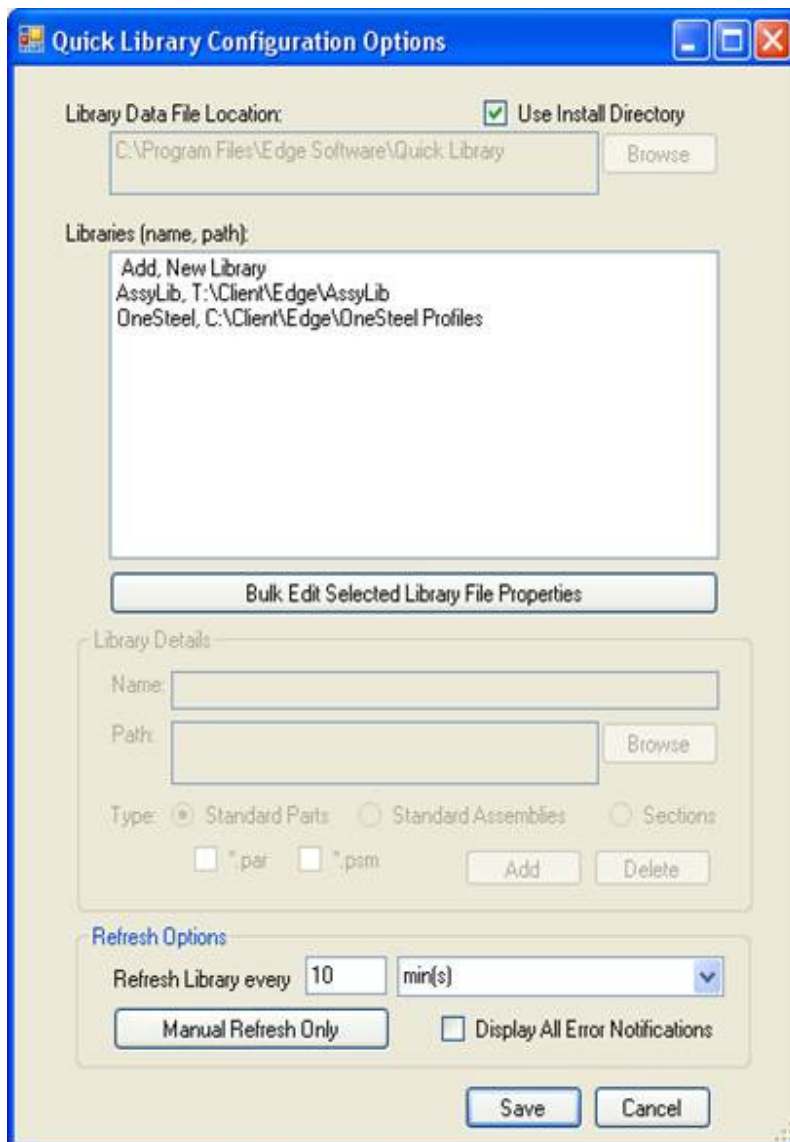 Quick Library Configuration Options
Library Data File Location: Use Install Directory
C:\Program Files\Edge Software\Quick Library Browse
Libraries (name, path):
Add, New Library
AssyLib, T:\Client\Edge\AssyLib
OneSteel, C:\Client\Edge\OneSteel Profiles
Bulk Edit Selected Library File Properties
Library Details
Name:
Path: Browse
Type: Standard Parts Standard Assemblies Sections
*.par *.psm Add Delete
Refresh Options
Refresh Library every 10 min(s)
Manual Refresh Only Display All Error Notifications
Save Cancel